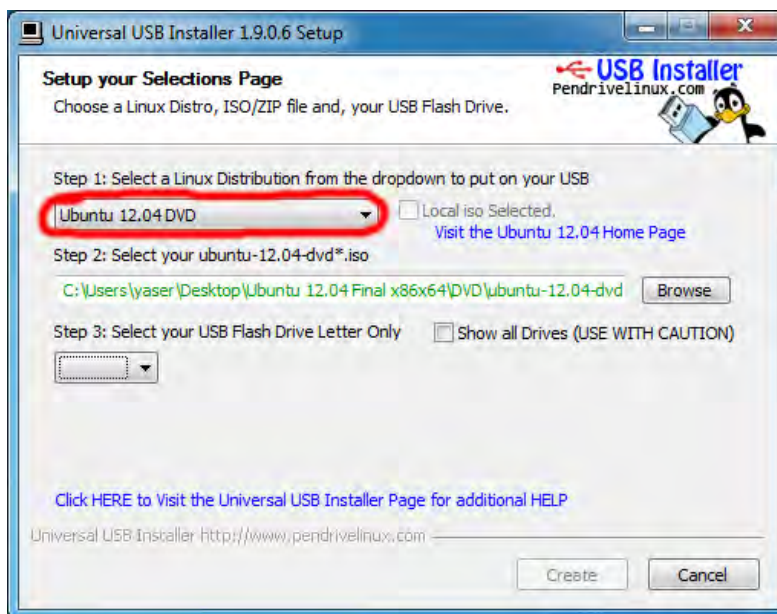 Universal USB Installer 1.9.0.6 Setup
Setup your Selections Page
Choose a Linux Distro, ISO/ZIP file and, your USB Flash Drive.
USB Installer
Pendrivelinux.com
Step 1: Select a Linux Distribution from the dropdown to put on your USB
Ubuntu 12.04 DVD
Local iso Selected.
Visit the Ubuntu 12.04 Home Page
Step 2: Select your ubuntu-12.04-dvd*.iso
C:\Users\yaser\Desktop\Ubuntu 12.04 Final x86x64\DVD\ubuntu-12.04-dvd
Browse
Step 3: Select your USB Flash Drive Letter Only
Show all Drives (USE WITH CAUTION)
Click HERE to Visit the Universal USB Installer Page for additional HELP
Universal USB Installer http://www.pendrivelinux.com
Create
Cancel